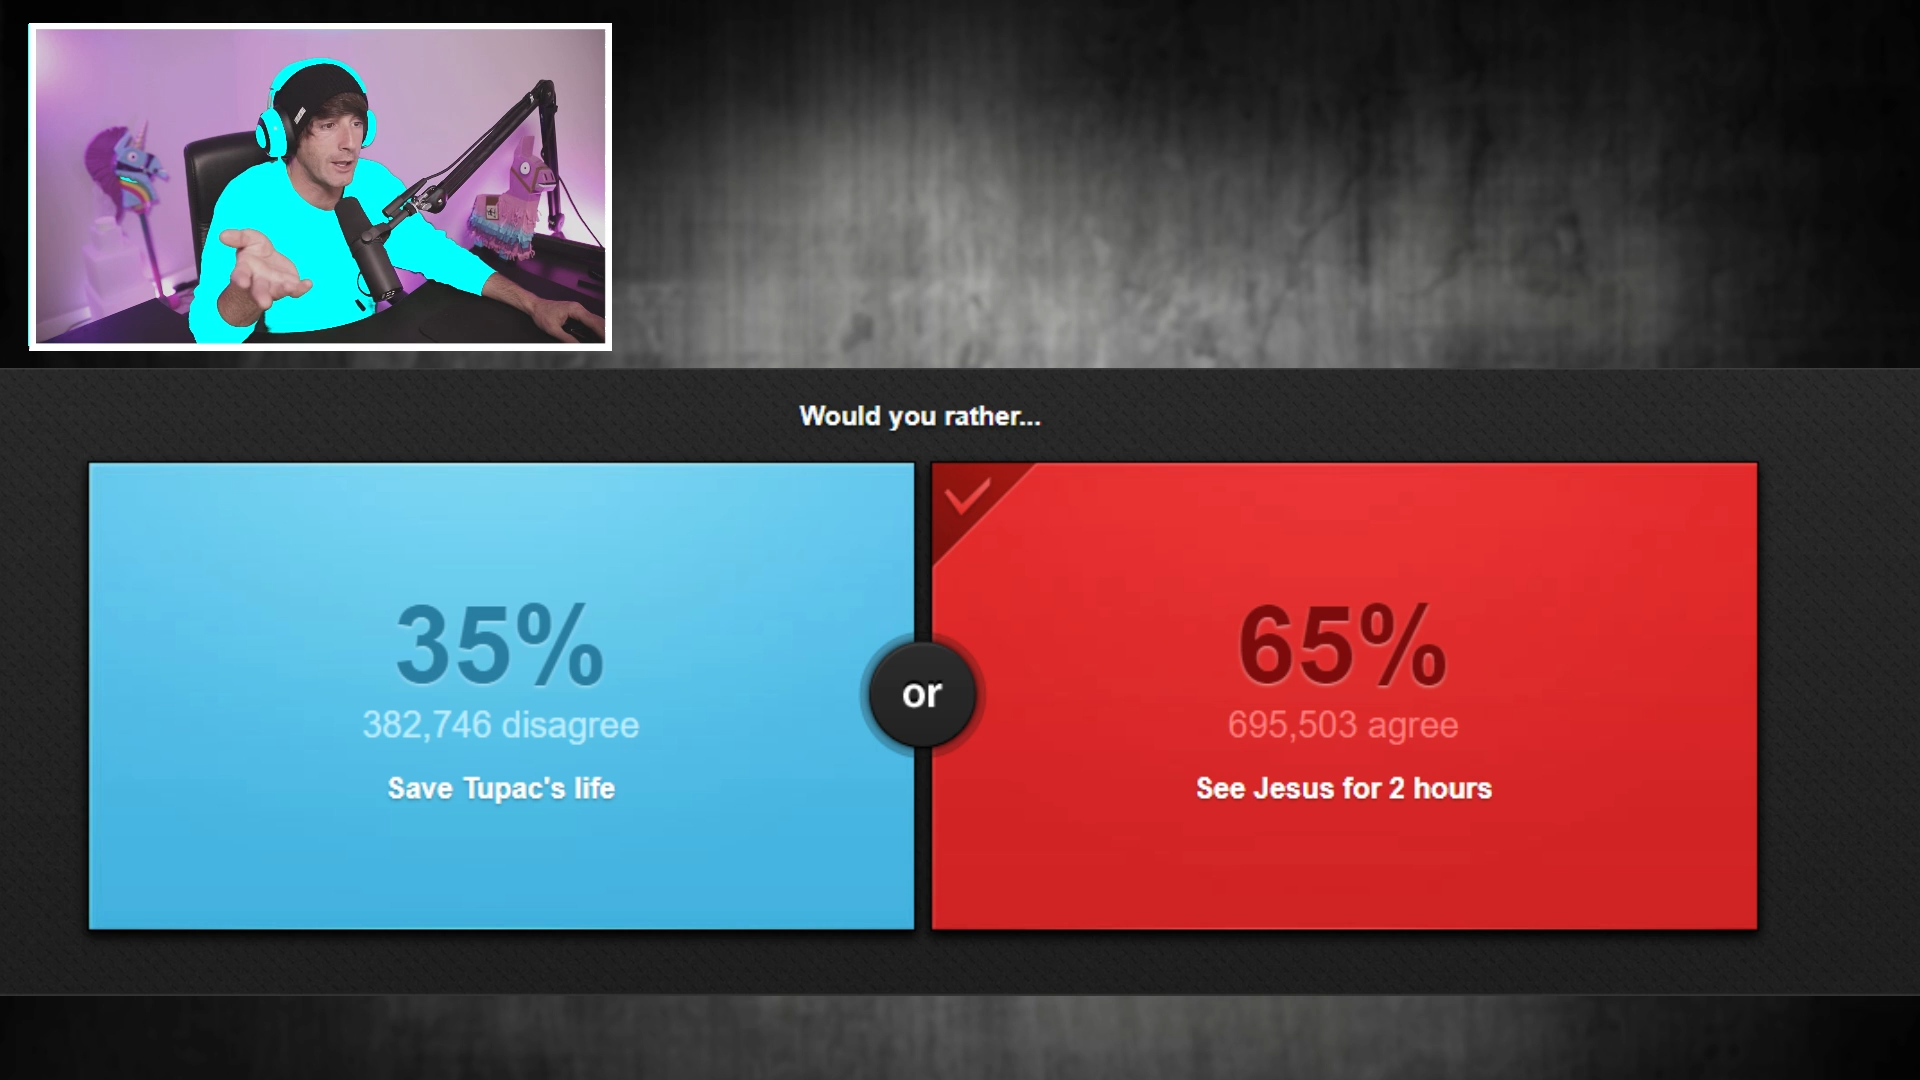 Would you rather...
35%
382,746 disagree
Save Tupac's life
or
65%
695,503 agree
See Jesus for 2 hours